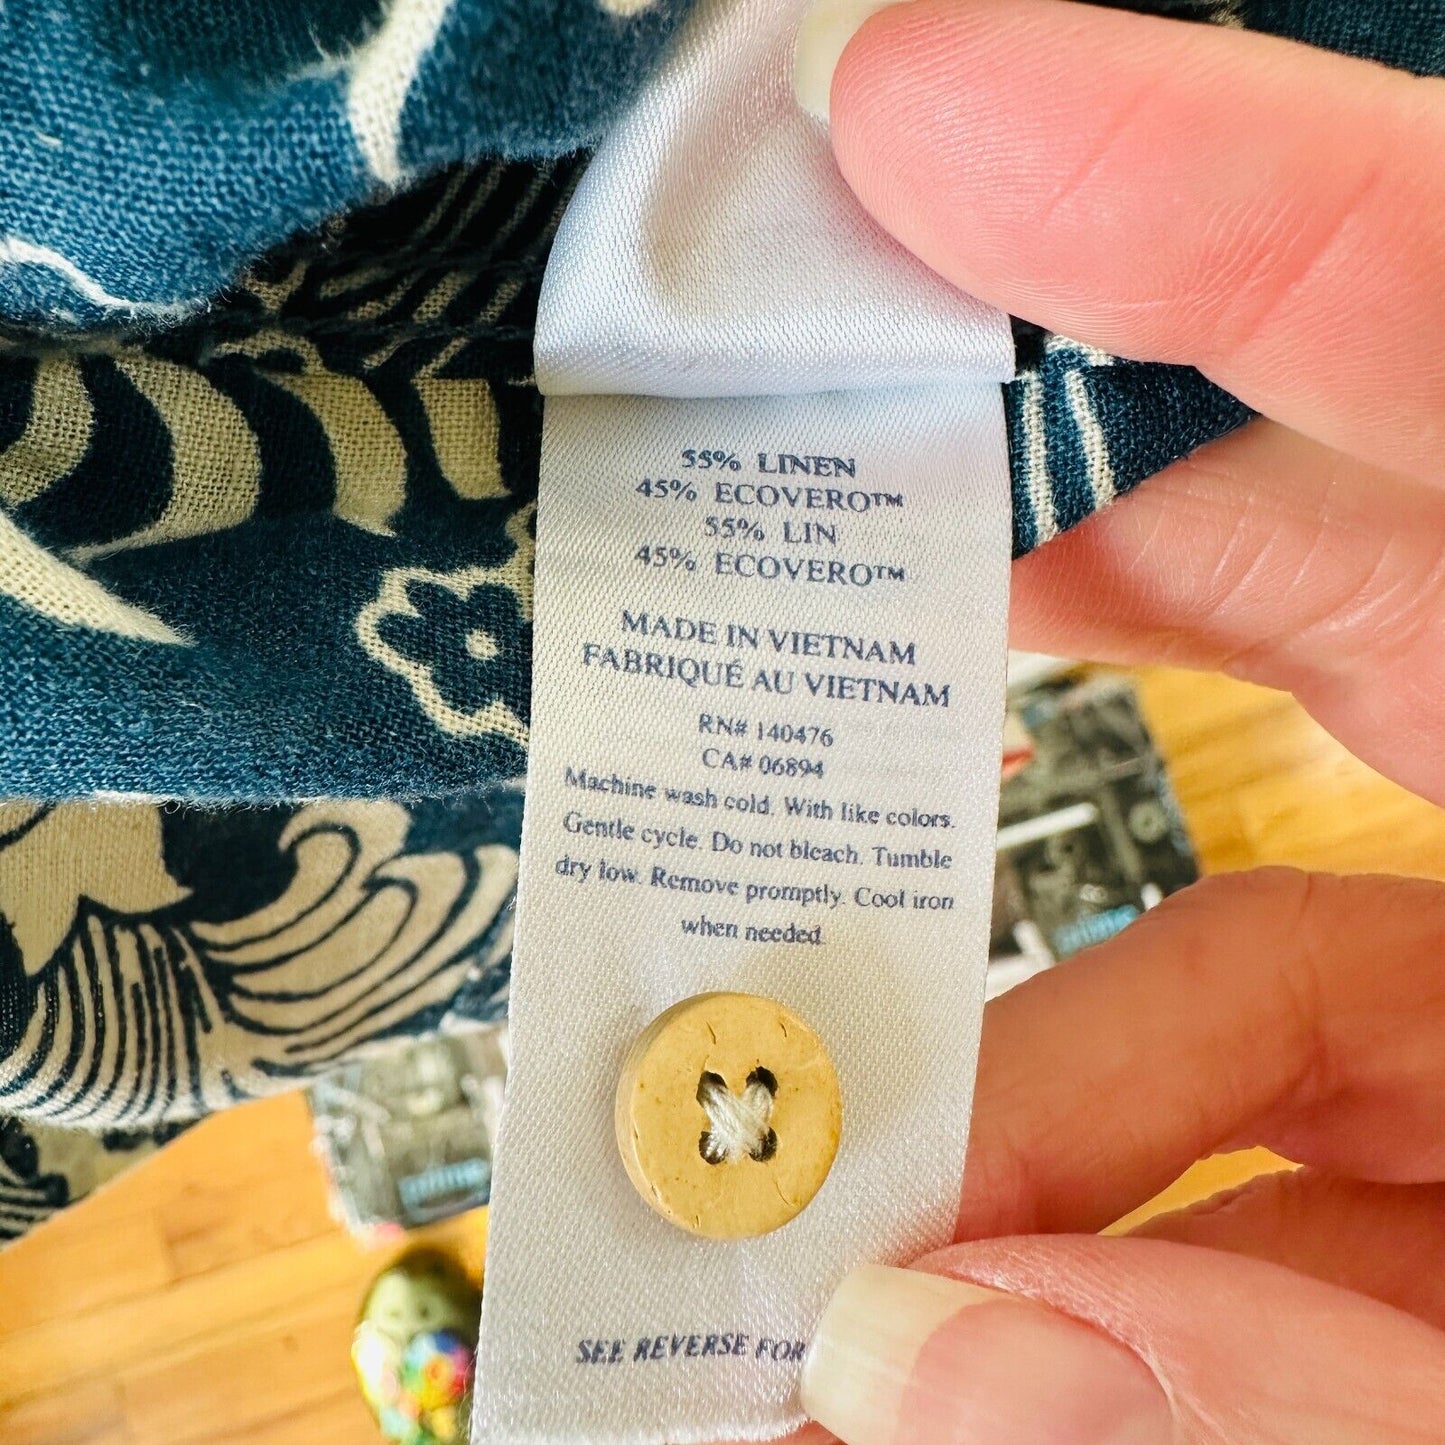 55% LINEN
45% ECOVERO™
55% LIN
45% ECOVERO™
MADE IN VIETNAM
FABRIQUÉ AU VIETNAM
RN# 140476
CA# 06894
Machine wash cold. With like colors.
Gentle cycle. Do not bleach. Tumble
dry low. Remove promptly. Cool iron
when needed.
SEE REVERSE FOR